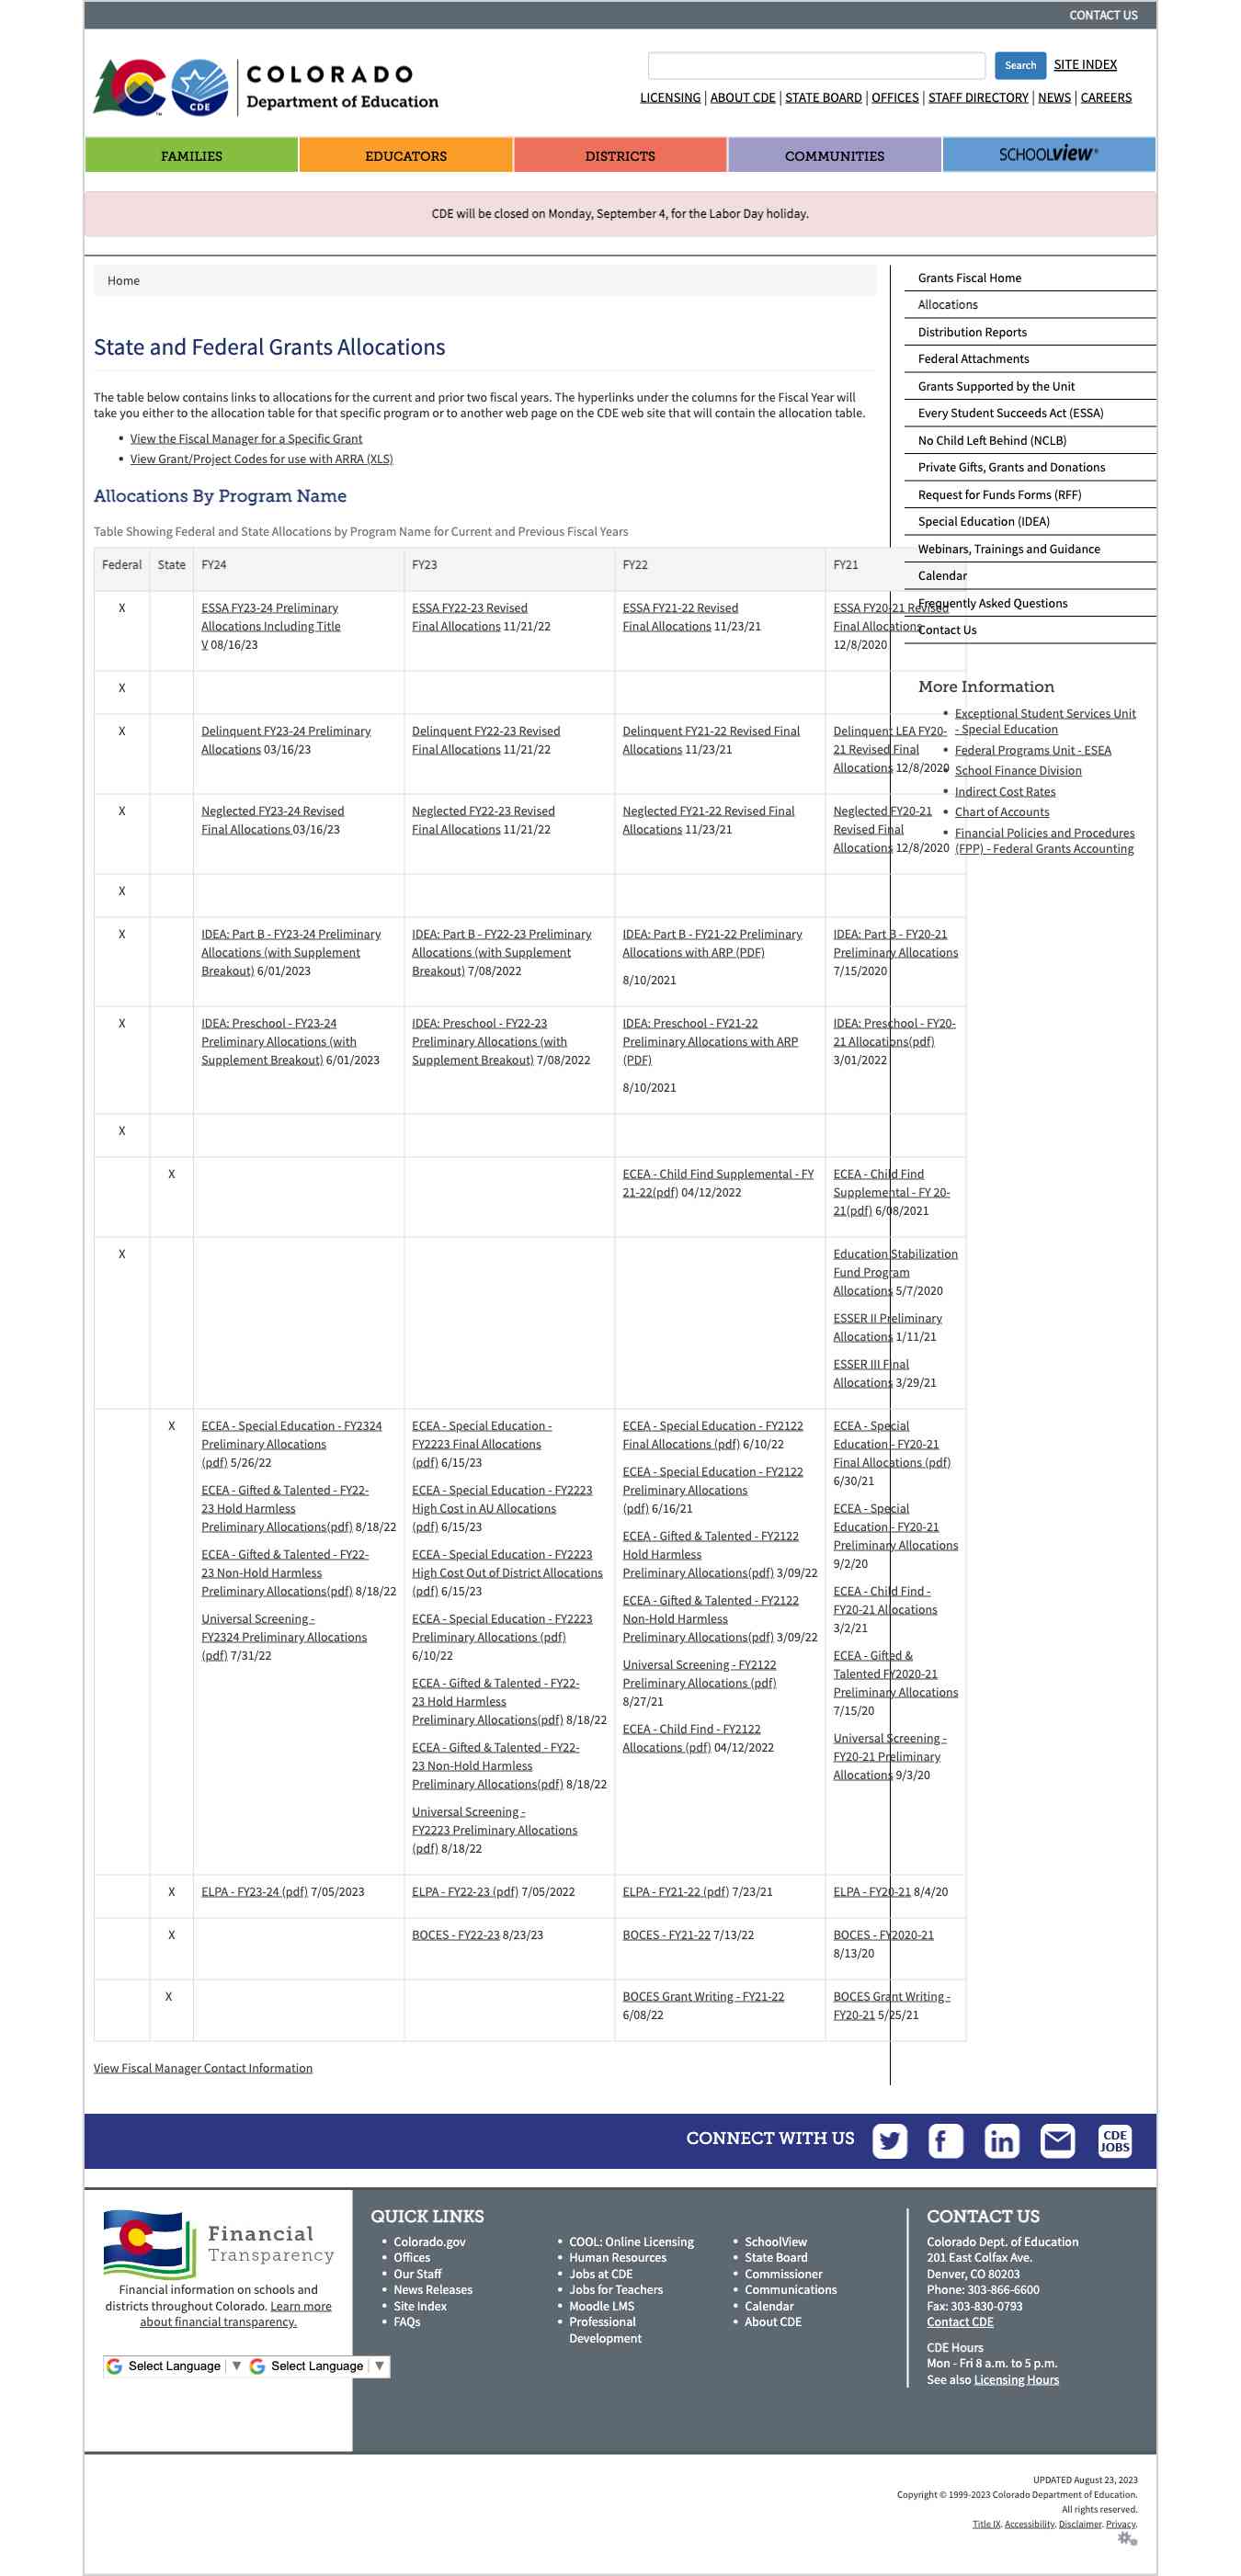 CONTACT US
COLORADO
Department of Education
CDE
Search
SITE INDEX
LICENSING | ABOUT CDE | STATE BOARD | OFFICES | STAFF DIRECTORY | NEWS | CAREERS
FAMILIES
EDUCATORS
DISTRICTS
COMMUNITIES
SCHOOLVIEW®
CDE will be closed on Monday, September 4, for the Labor Day holiday.
Home
State and Federal Grants Allocations
The table below contains links to allocations for the current and prior two fiscal years. The hyperlinks under the columns for the Fiscal Year will
take you either to the allocation table for that specific program or to another web page on the CDE web site that will contain the allocation table.
• View the Fiscal Manager for a Specific Grant
• View Grant/Project Codes for use with ARRA (XLS)
Allocations By Program Name
Table Showing Federal and State Allocations by Program Name for Current and Previous Fiscal Years
Federal State FY24 FY23 FY22 FY21
X
ESSA FY23-24 Preliminary
Allocations Including Title
V 08/16/23
ESSA FY22-23 Revised
Final Allocations 11/21/22
ESSA FY21-22 Revised
Final Allocations 11/23/21
ESSA FY20-21 Revised
Final Allocations
12/8/2020
X
X
Delinquent FY23-24 Preliminary
Allocations 03/16/23
Delinquent FY22-23 Revised
Final Allocations 11/21/22
Delinquent FY21-22 Revised Final
Allocations 11/23/21
Delinquent LEA FY20-
21 Revised Final
Allocations 12/8/2020
X
Neglected FY23-24 Revised
Final Allocations 03/16/23
Neglected FY22-23 Revised
Final Allocations 11/21/22
Neglected FY21-22 Revised Final
Allocations 11/23/21
Neglected FY20-21
Revised Final
Allocations 12/8/2020
X
X
IDEA: Part B - FY23-24 Preliminary
Allocations (with Supplement
Breakout) 6/01/2023
IDEA: Part B - FY22-23 Preliminary
Allocations (with Supplement
Breakout) 7/08/2022
IDEA: Part B - FY21-22 Preliminary
Allocations with ARP (PDF)
8/10/2021
IDEA: Part B - FY20-21
Preliminary Allocations
7/15/2020
X
IDEA: Preschool - FY23-24
Preliminary Allocations (with
Supplement Breakout) 6/01/2023
IDEA: Preschool - FY22-23
Preliminary Allocations (with
Supplement Breakout) 7/08/2022
IDEA: Preschool - FY21-22
Preliminary Allocations with ARP
(PDF)
8/10/2021
IDEA: Preschool - FY20-
21 Allocations(pdf)
3/01/2022
X
X
ECEA - Child Find Supplemental - FY
21-22(pdf) 04/12/2022
ECEA - Child Find
Supplemental - FY 20-
21(pdf) 6/08/2021
X
Education Stabilization
Fund Program
Allocations 5/7/2020
ESSER II Preliminary
Allocations 1/11/21
ESSER III Final
Allocations 3/29/21
X
ECEA - Special Education - FY2324
Preliminary Allocations
(pdf) 5/26/22
ECEA - Gifted & Talented - FY22-
23 Hold Harmless
Preliminary Allocations(pdf) 8/18/22
ECEA - Gifted & Talented - FY22-
23 Non-Hold Harmless
Preliminary Allocations(pdf) 8/18/22
Universal Screening -
FY2324 Preliminary Allocations
(pdf) 7/31/22
ECEA - Special Education -
FY2223 Final Allocations
(pdf) 6/15/23
ECEA - Special Education - FY2223
High Cost in AU Allocations
(pdf) 6/15/23
ECEA - Special Education - FY2223
High Cost Out of District Allocations
(pdf) 6/15/23
ECEA - Special Education - FY2223
Preliminary Allocations (pdf)
6/10/22
ECEA - Gifted & Talented - FY22-
23 Hold Harmless
Preliminary Allocations(pdf) 8/18/22
ECEA - Gifted & Talented - FY22-
23 Non-Hold Harmless
Preliminary Allocations(pdf) 8/18/22
Universal Screening -
FY2223 Preliminary Allocations
(pdf) 8/18/22
ECEA - Special Education - FY2122
Final Allocations (pdf) 6/10/22
ECEA - Special Education - FY2122
Preliminary Allocations
(pdf) 6/16/21
ECEA - Gifted & Talented - FY2122
Hold Harmless
Preliminary Allocations(pdf) 3/09/22
ECEA - Gifted & Talented - FY2122
Non-Hold Harmless
Preliminary Allocations(pdf) 3/09/22
Universal Screening - FY2122
Preliminary Allocations (pdf)
8/27/21
ECEA - Child Find - FY2122
Allocations (pdf) 04/12/2022
ECEA - Special
Education - FY20-21
Final Allocations (pdf)
6/30/21
ECEA - Special
Education - FY20-21
Preliminary Allocations
9/2/20
ECEA - Child Find -
FY20-21 Allocations
3/2/21
ECEA - Gifted &
Talented FY2020-21
Preliminary Allocations
7/15/20
Universal Screening -
FY20-21 Preliminary
Allocations 9/3/20
X
ELPA - FY23-24 (pdf) 7/05/2023
ELPA - FY22-23 (pdf) 7/05/2022
ELPA - FY21-22 (pdf) 7/23/21
ELPA - FY20-21 8/4/20
X
BOCES - FY22-23 8/23/23
BOCES - FY21-22 7/13/22
BOCES - FY2020-21
8/13/20
X
BOCES Grant Writing - FY21-22
6/08/22
BOCES Grant Writing -
FY20-21 5/25/21
View Fiscal Manager Contact Information
Grants Fiscal Home
Allocations
Distribution Reports
Federal Attachments
Grants Supported by the Unit
Every Student Succeeds Act (ESSA)
No Child Left Behind (NCLB)
Private Gifts, Grants and Donations
Request for Funds Forms (RFF)
Special Education (IDEA)
Webinars, Trainings and Guidance
Calendar
Frequently Asked Questions
Contact Us
More Information
• Exceptional Student Services Unit
- Special Education
• Federal Programs Unit - ESEA
• School Finance Division
• Indirect Cost Rates
• Chart of Accounts
• Financial Policies and Procedures
(FPP) - Federal Grants Accounting
CONNECT WITH US
CDE
JOBS
Financial
Transparency
Financial information on schools and
districts throughout Colorado. Learn more
about financial transparency.
Select Language ▼ Select Language ▼
QUICK LINKS
• Colorado.gov
• Offices
• Our Staff
• News Releases
• Site Index
• FAQs
• COOL: Online Licensing
• Human Resources
• Jobs at CDE
• Jobs for Teachers
• Moodle LMS
• Professional
Development
• SchoolView
• State Board
• Commissioner
• Communications
• Calendar
• About CDE
CONTACT US
Colorado Dept. of Education
201 East Colfax Ave.
Denver, CO 80203
Phone: 303-866-6600
Fax: 303-830-0793
Contact CDE
CDE Hours
Mon - Fri 8 a.m. to 5 p.m.
See also Licensing Hours
UPDATED August 23, 2023
Copyright © 1999-2023 Colorado Department of Education.
All rights reserved.
Title IX. Accessibility. Disclaimer. Privacy.